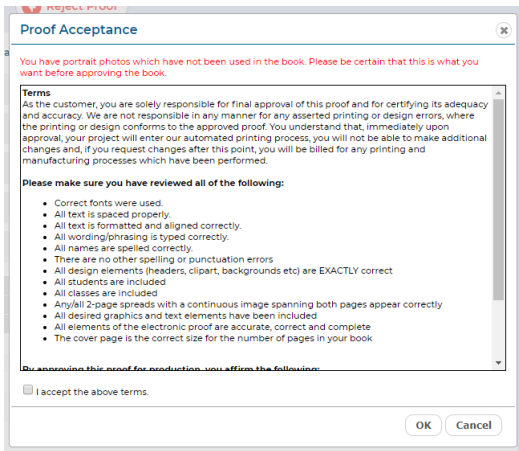 Reject Proof
Proof Acceptance
You have portrait photos which have not been used in the book. Please be certain that this is what you
want before approving the book.
Terms
As the customer, you are solely responsible for final approval of this proof and for certifying its adequacy
and accuracy. We are not responsible in any manner for any asserted printing or design errors, where
the printing or design conforms to the approved proof. You understand that, immediately upon
approval, your project will enter our automated printing process, you will not be able to make additional
changes and, if you request changes after this point, you will be billed for any printing and
manufacturing processes which have been performed.
Please make sure you have reviewed all of the following:
• Correct fonts were used.
• All text is spaced properly.
• All text is formatted and aligned correctly.
• All wording/phrasing is typed correctly.
• All names are spelled correctly.
• There are no other spelling or punctuation errors
• All design elements (headers, clipart, backgrounds etc) are EXACTLY correct
• All students are included
• All classes are included
• Any/all 2-page spreads with a continuous image spanning both pages appear correctly
• All desired graphics and text elements have been included
• All elements of the electronic proof are accurate, correct and complete
• The cover page is the correct size for the number of pages in your book
By approving this proof for production, you affirm the following:
I accept the above terms.
OK Cancel